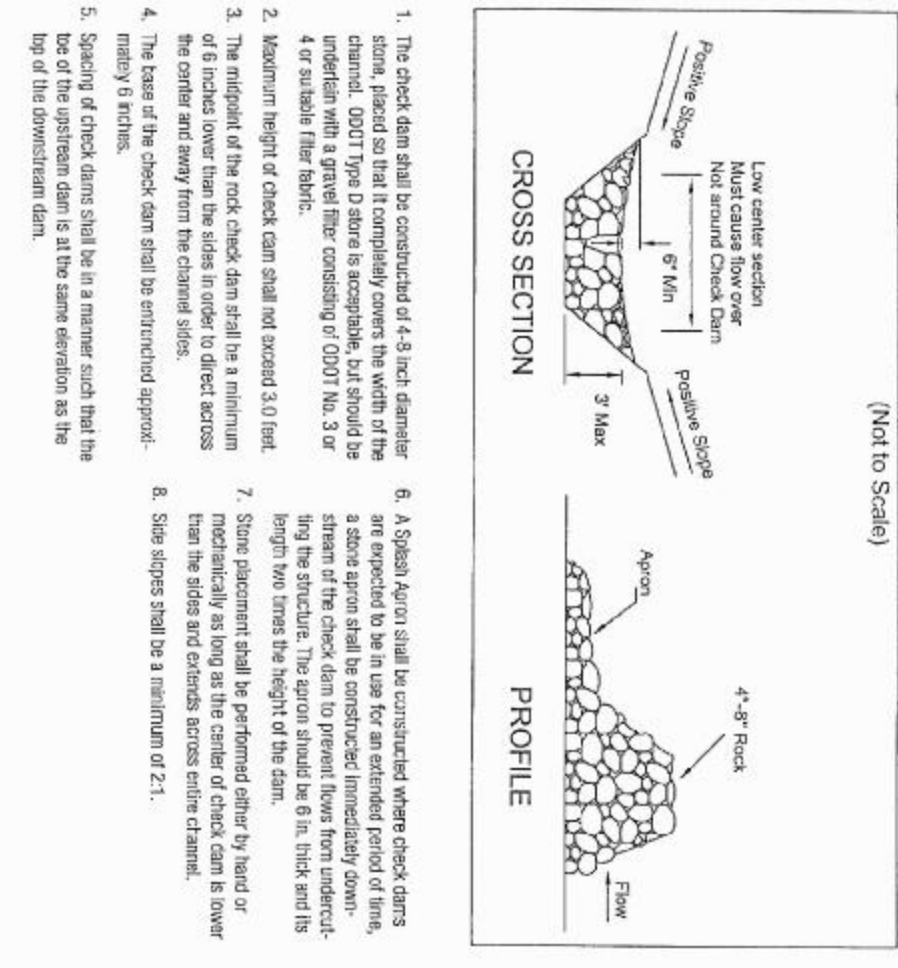 (Not to Scale)
Low center section
Must cause flow over
Not around Check Dam
Positive Slope
6" Min
Positive Slope
3' Max
CROSS SECTION
4"-8" Rock
Apron
Flow
PROFILE
1. The check dam shall be constructed of 4-8 inch diameter
stone, placed so that it completely covers the width of the
channel. ODOT Type D stone is acceptable, but should be
underlain with a gravel filter consisting of ODOT No. 3 or
4 or suitable filter fabric.
2. Maximum height of check dam shall not exceed 3.0 feet.
3. The midpoint of the rock check dam shall be a minimum
of 6 inches lower than the sides in order to direct across
the center and away from the channel sides.
4. The base of the check dam shall be entrenched approxi-
mately 6 inches.
5. Spacing of check dams shall be in a manner such that the
toe of the upstream dam is at the same elevation as the
top of the downstream dam.
6. A Splash Apron shall be constructed where check dams
are expected to be in use for an extended period of time,
a stone apron shall be constructed immediately down-
stream of the check dam to prevent flows from undercut-
ting the structure. The apron should be 6 in. thick and its
length two times the height of the dam.
7. Stone placement shall be performed either by hand or
mechanically as long as the center of check dam is lower
than the sides and extends across entire channel.
8. Side slopes shall be a minimum of 2:1.